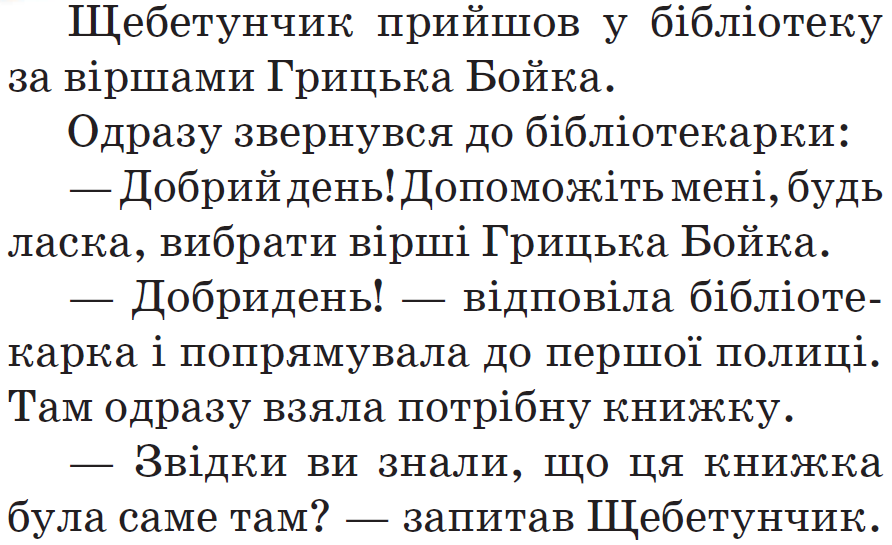 Щебетунчик прийшов у бібліотеку
за віршами Грицька Бойка.
Одразу звернувся до бібліотекарки:
— Добрий день! Допоможіть мені, будь
ласка, вибрати вірші Грицька Бойка.
— Добридень! — відповіла бібліоте-
карка і попрямувала до першої полиці.
Там одразу взяла потрібну книжку.
— Звідки ви знали, що ця книжка
була саме там? — запитав Щебетунчик.